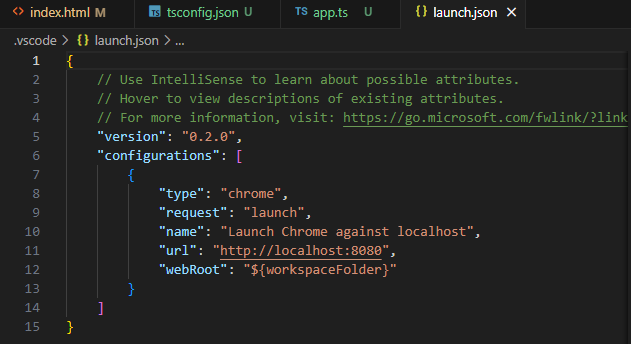 index.html M tsconfig.json U app.ts U launch.json
.vscode > launch.json > ...
1 {
2 // Use IntelliSense to learn about possible attributes.
3 // Hover to view descriptions of existing attributes.
4 // For more information, visit: https://go.microsoft.com/fwlink/?link
5 "version": "0.2.0",
6 "configurations": [
7 {
8 "type": "chrome",
9 "request": "launch",
10 "name": "Launch Chrome against localhost",
11 "url": "http://localhost:8080",
12 "webRoot": "${workspaceFolder}"
13 }
14 ]
15 }